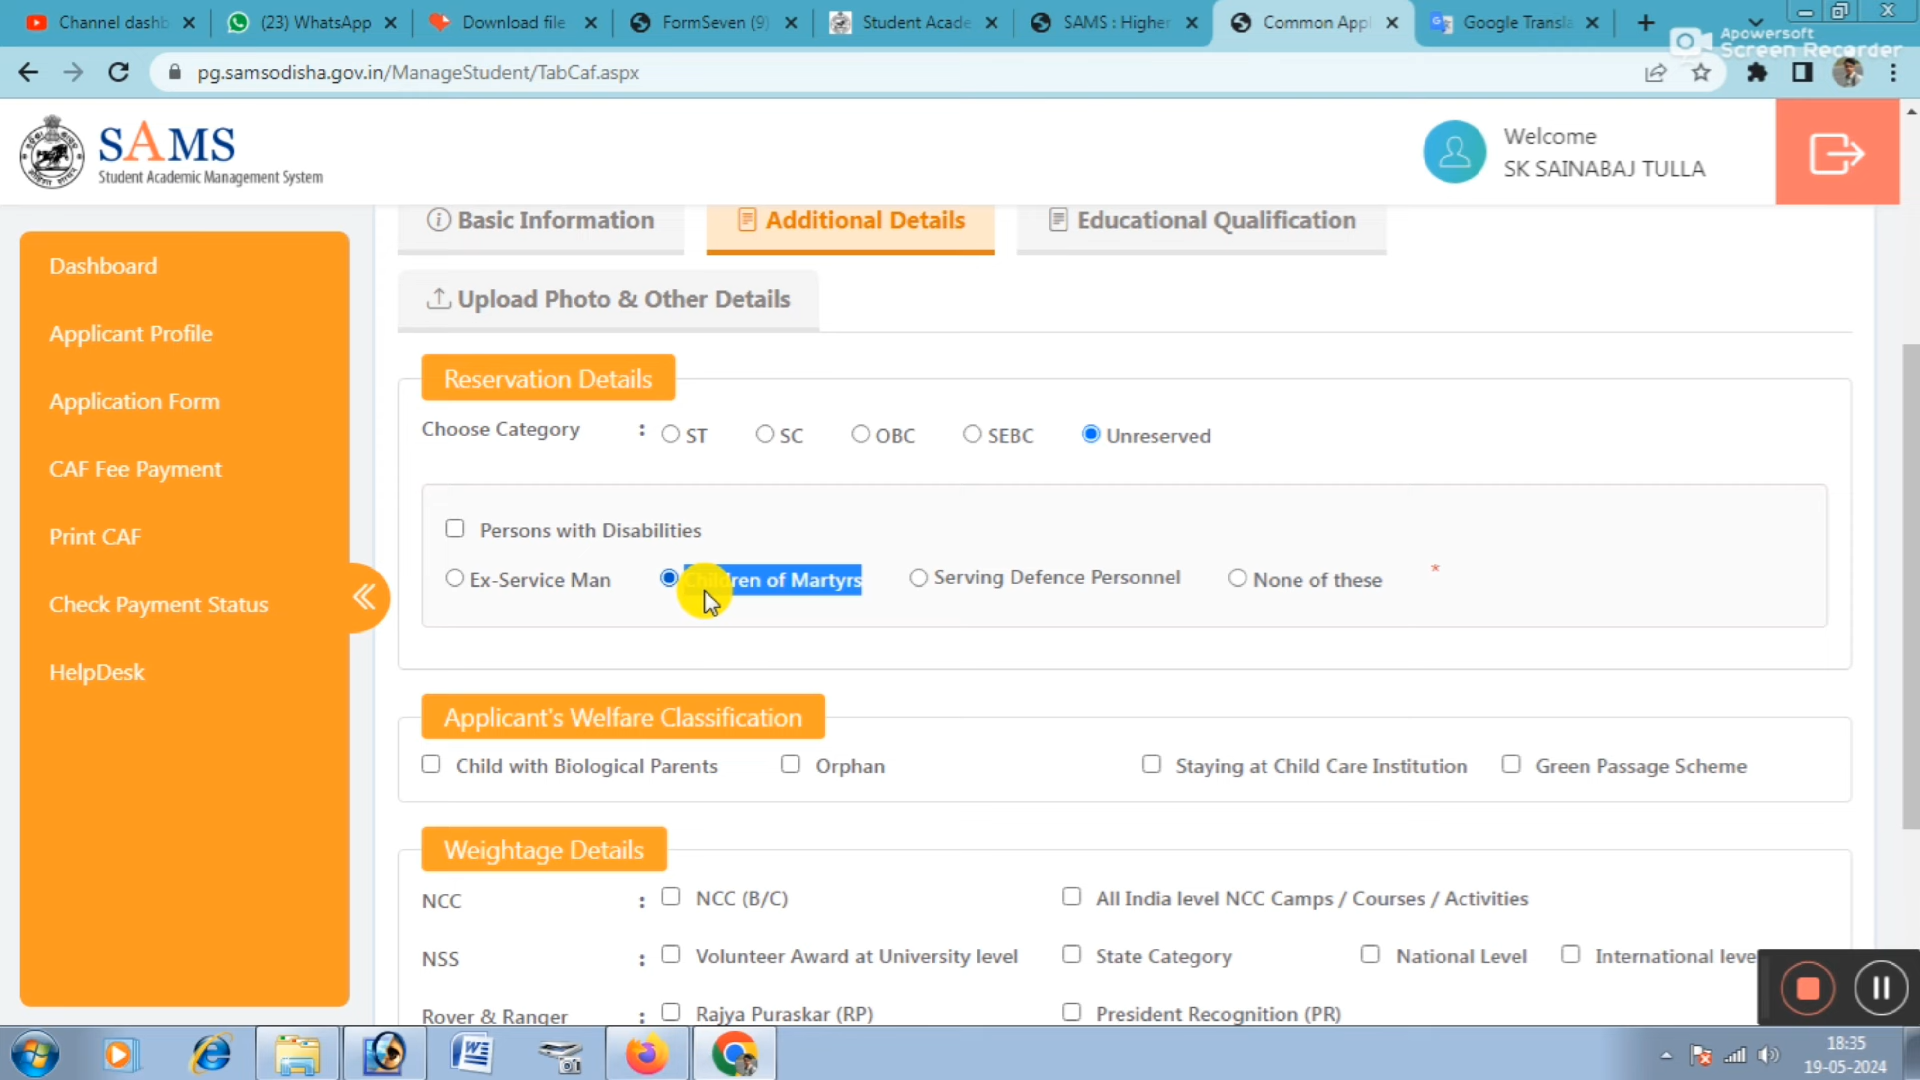 Channel dashb
(23) WhatsApp
Download file
FormSeven (9)
Student Acade
SAMS : Higher
Common Appl
Google Transla
Apowersoft
Screen Recorder
pg.samsodisha.gov.in/ManageStudent/TabCaf.aspx
SAMS
Student Academic Management System
Welcome
SK SAINABAJ TULLA
Dashboard
Applicant Profile
Application Form
CAF Fee Payment
Print CAF
Check Payment Status
HelpDesk
Basic Information
Additional Details
Educational Qualification
Upload Photo & Other Details
Reservation Details
Choose Category : ST SC OBC SEBC Unreserved
Persons with Disabilities
Ex-Service Man Children of Martyrs Serving Defence Personnel None of these *
Applicant's Welfare Classification
Child with Biological Parents Orphan Staying at Child Care Institution Green Passage Scheme
Weightage Details
NCC : NCC (B/C) All India level NCC Camps / Courses / Activities
NSS : Volunteer Award at University level State Category National Level International leve
Rover & Ranger : Rajya Puraskar (RP) President Recognition (PR)
18:35
19-05-2024